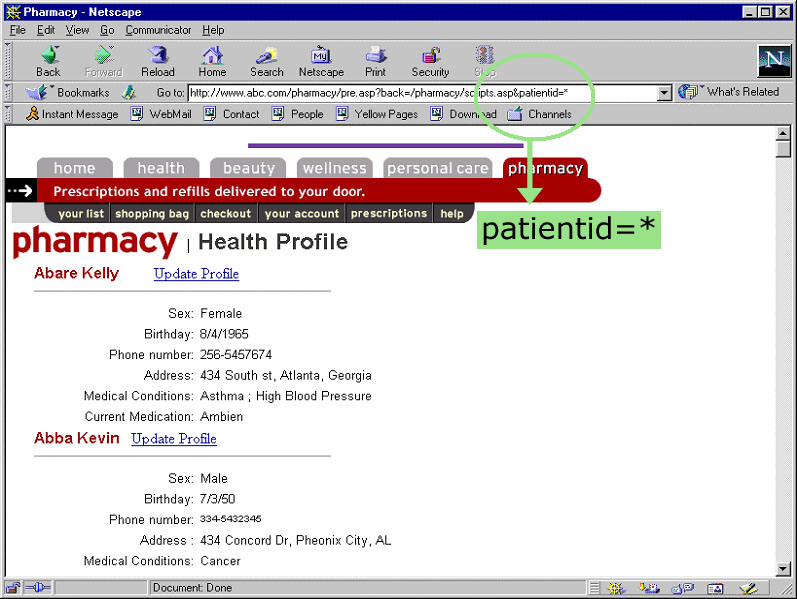 Pharmacy - Netscape
File Edit View Go Communicator Help
Back Forward Reload Home Search Netscape Print Security Stop
Bookmarks Go to: http://www.abc.com/pharmacy/pre.asp?back=/pharmacy/scripts.asp&patientid=* What's Related
Instant Message WebMail Contact People Yellow Pages Download Channels
home health beauty wellness personal care pharmacy
Prescriptions and refills delivered to your door.
your list shopping bag checkout your account prescriptions help
patientid=*
pharmacy | Health Profile
Abare Kelly Update Profile
Sex: Female
Birthday: 8/4/1965
Phone number: 256-5457674
Address: 434 South st, Atlanta, Georgia
Medical Conditions: Asthma ; High Blood Pressure
Current Medication: Ambien
Abba Kevin Update Profile
Sex: Male
Birthday: 7/3/50
Phone number: 334-5432345
Address : 434 Concord Dr, Pheonix City, AL
Medical Conditions: Cancer
Document: Done